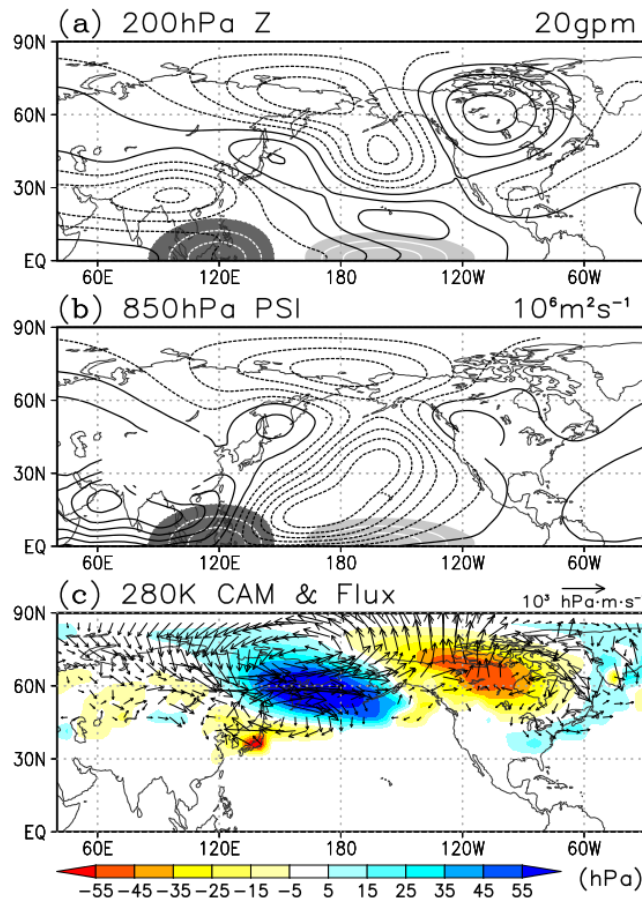 (a) 200hPa Z 20gpm
90N
60N
30N
EQ
60E 120E 180 120W 60W
(b) 850hPa PSI 10⁶m²s⁻¹
90N
60N
30N
EQ
60E 120E 180 120W 60W
(c) 280K CAM & Flux 10³ hPa·m·s⁻
90N
60N
30N
EQ
60E 120E 180 120W 60W
-55 -45 -35 -25 -15 -5 5 15 25 35 45 55 (hPa)